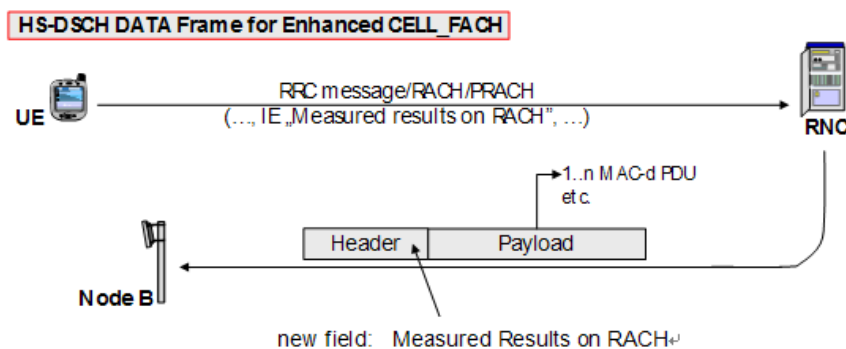 HS-DSCH DATA Frame for Enhanced CELL_FACH
RRC message/RACH/PRACH
UE
(..., IE „Measured results on RACH”, ...)
RNC
1..n MAC-d PDU
etc.
Header
Payload
Node B
new field: Measured Results on RACH↵